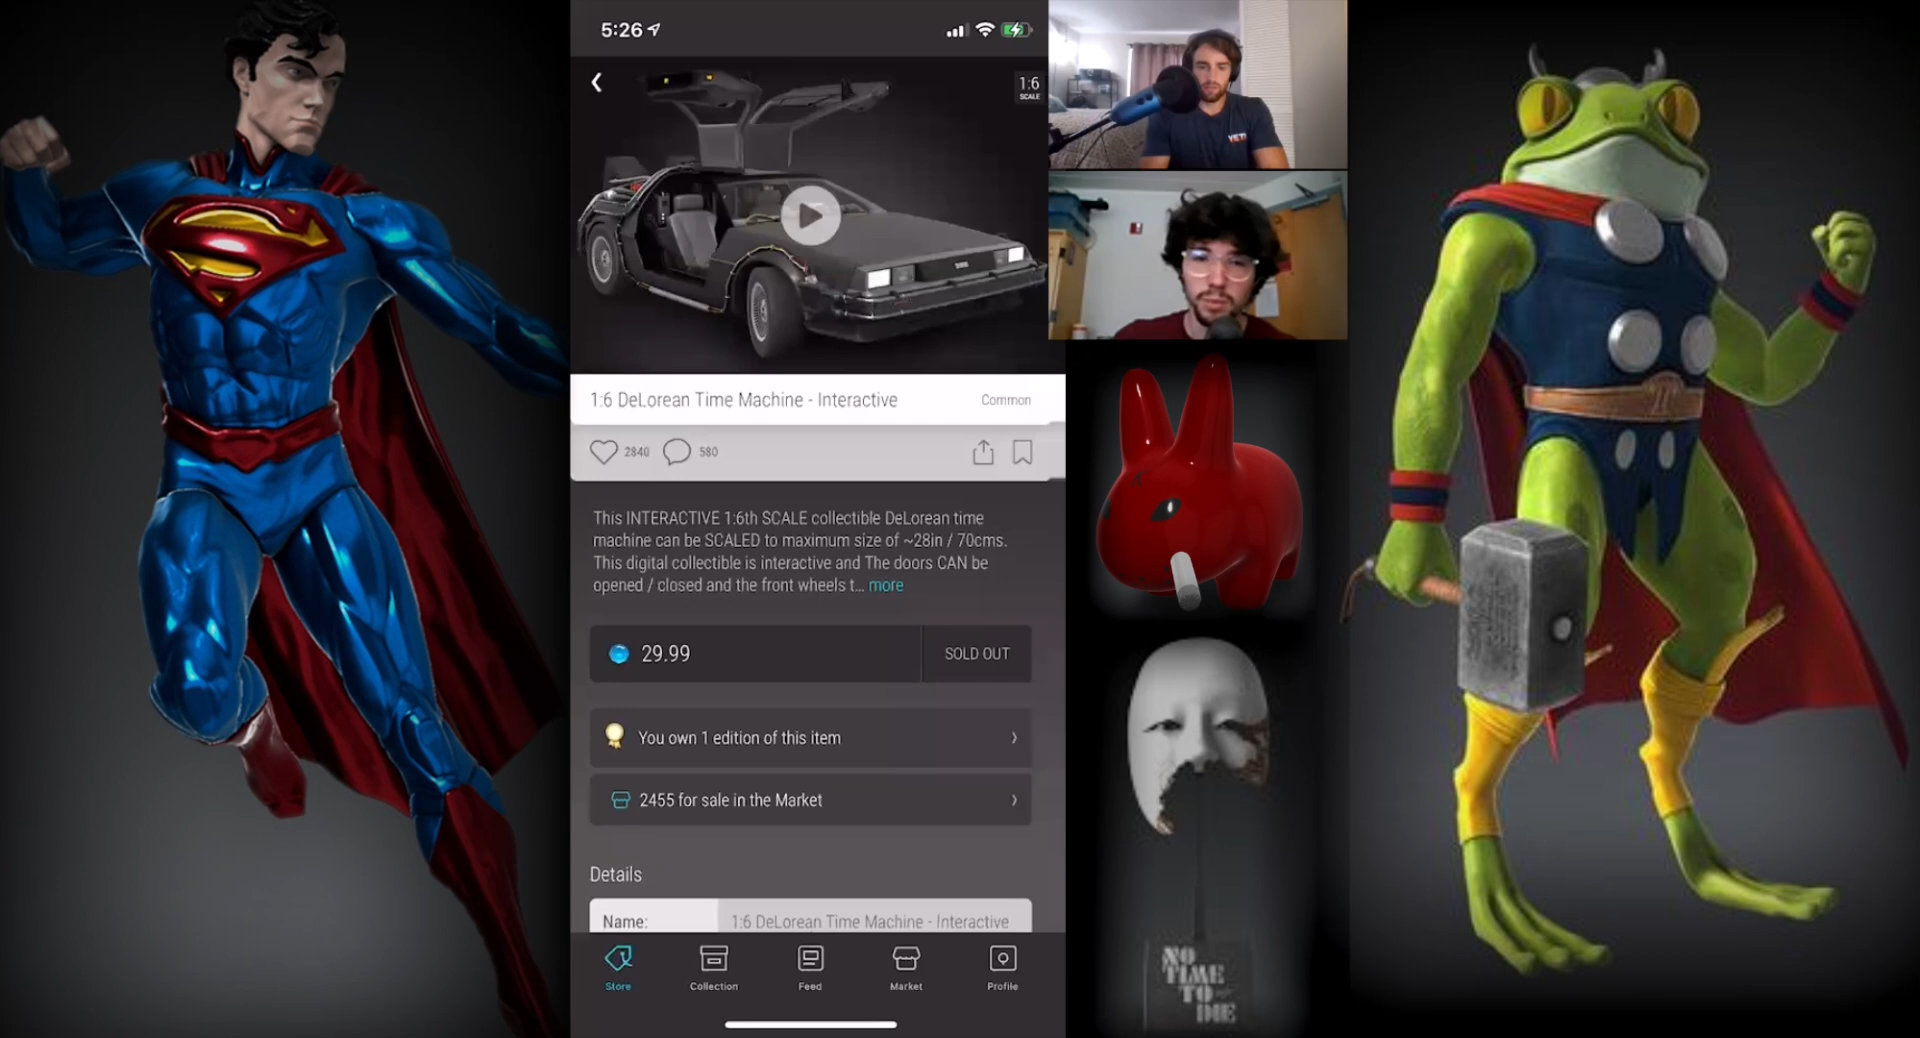 5:26
1:6
SCALE
1:6 DeLorean Time Machine - Interactive
Common
2840
580
This INTERACTIVE 1:6th SCALE collectible DeLorean time
machine can be SCALED to maximum size of ~28in / 70cms.
This digital collectible is interactive and The doors CAN be
opened / closed and the front wheels t... more
29.99
SOLD OUT
You own 1 edition of this item
2455 for sale in the Market
Details
Name:
1:6 DeLorean Time Machine - Interactive
Store
Collection
Feed
Market
Profile
YETI
NO
TIME
TO
DIE